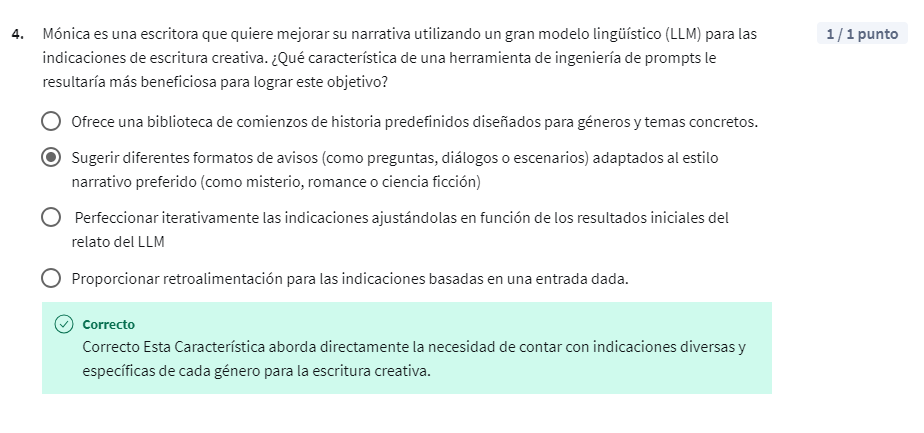 4. Mónica es una escritora que quiere mejorar su narrativa utilizando un gran modelo lingüístico (LLM) para las
1 / 1 punto
indicaciones de escritura creativa. ¿Qué característica de una herramienta de ingeniería de prompts le
resultaría más beneficiosa para lograr este objetivo?
Ofrece una biblioteca de comienzos de historia predefinidos diseñados para géneros y temas concretos.
Sugerir diferentes formatos de avisos (como preguntas, diálogos o escenarios) adaptados al estilo
narrativo preferido (como misterio, romance o ciencia ficción)
Perfeccionar iterativamente las indicaciones ajustándolas en función de los resultados iniciales del
relato del LLM
Proporcionar retroalimentación para las indicaciones basadas en una entrada dada.
Correcto
Correcto Esta Característica aborda directamente la necesidad de contar con indicaciones diversas y
específicas de cada género para la escritura creativa.